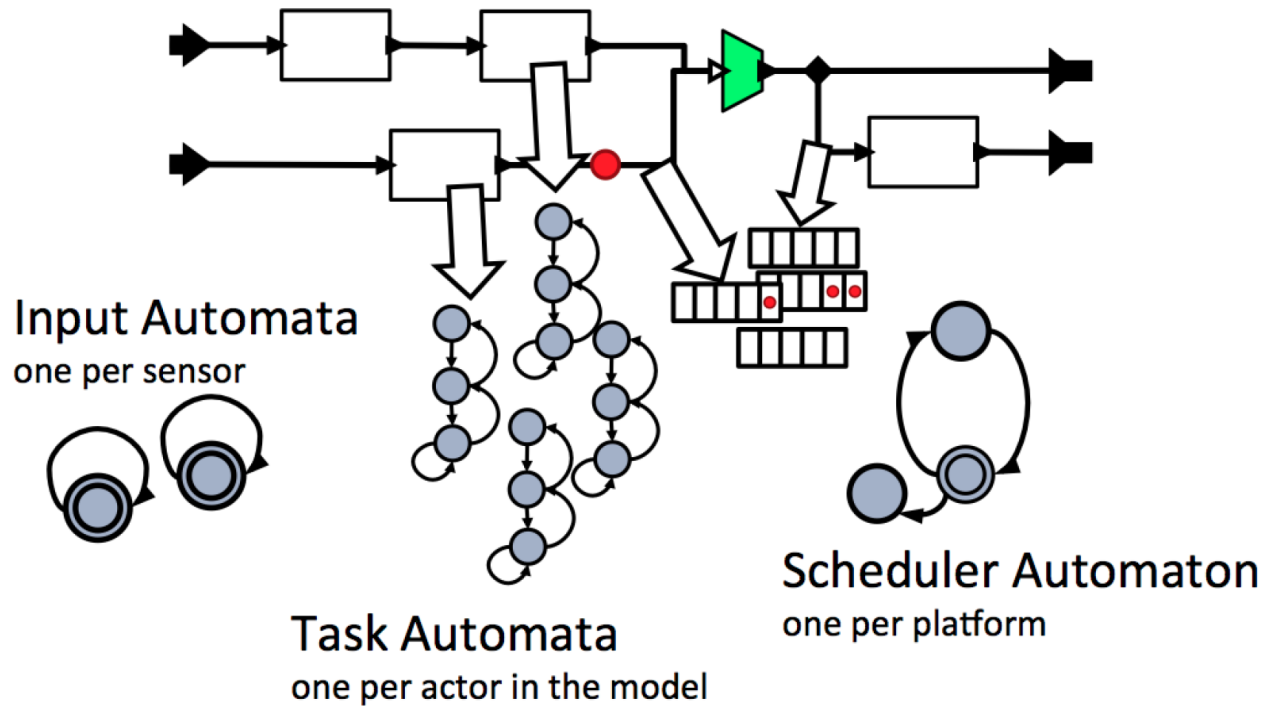 Input Automata
one per sensor
Task Automata
one per actor in the model
Scheduler Automaton
one per platform